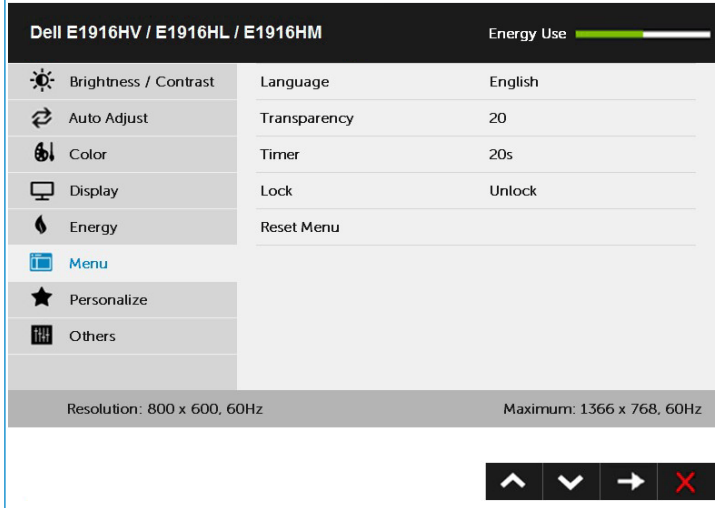 Dell E1916HV / E1916HL / E1916HM Energy Use
Brightness / Contrast Language English
Auto Adjust Transparency 20
Color Timer 20s
Display Lock Unlock
Energy Reset Menu
Menu
Personalize
Others
Resolution: 800 x 600, 60Hz Maximum: 1366 x 768, 60Hz